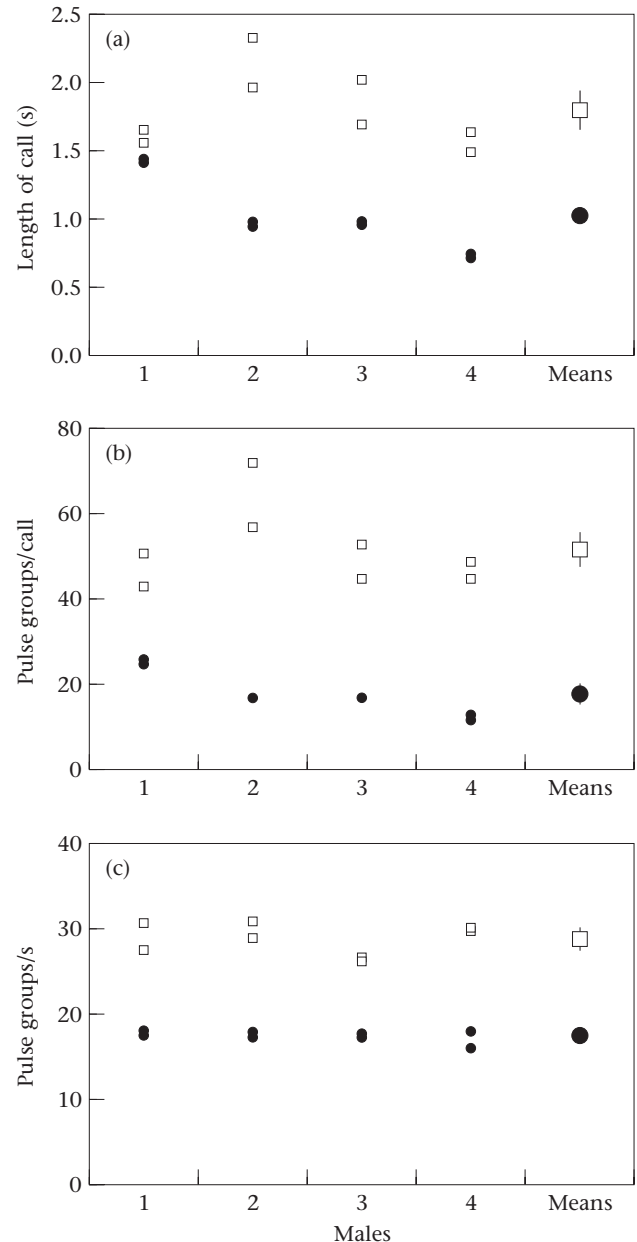 (a)
Length of call (s)
2.5
2.0
1.5
1.0
0.5
0.0
1 2 3 4 Means
(b)
Pulse groups/call
80
60
40
20
0
1 2 3 4 Means
(c)
Pulse groups/s
40
30
20
10
0
1 2 3 4 Means
Males